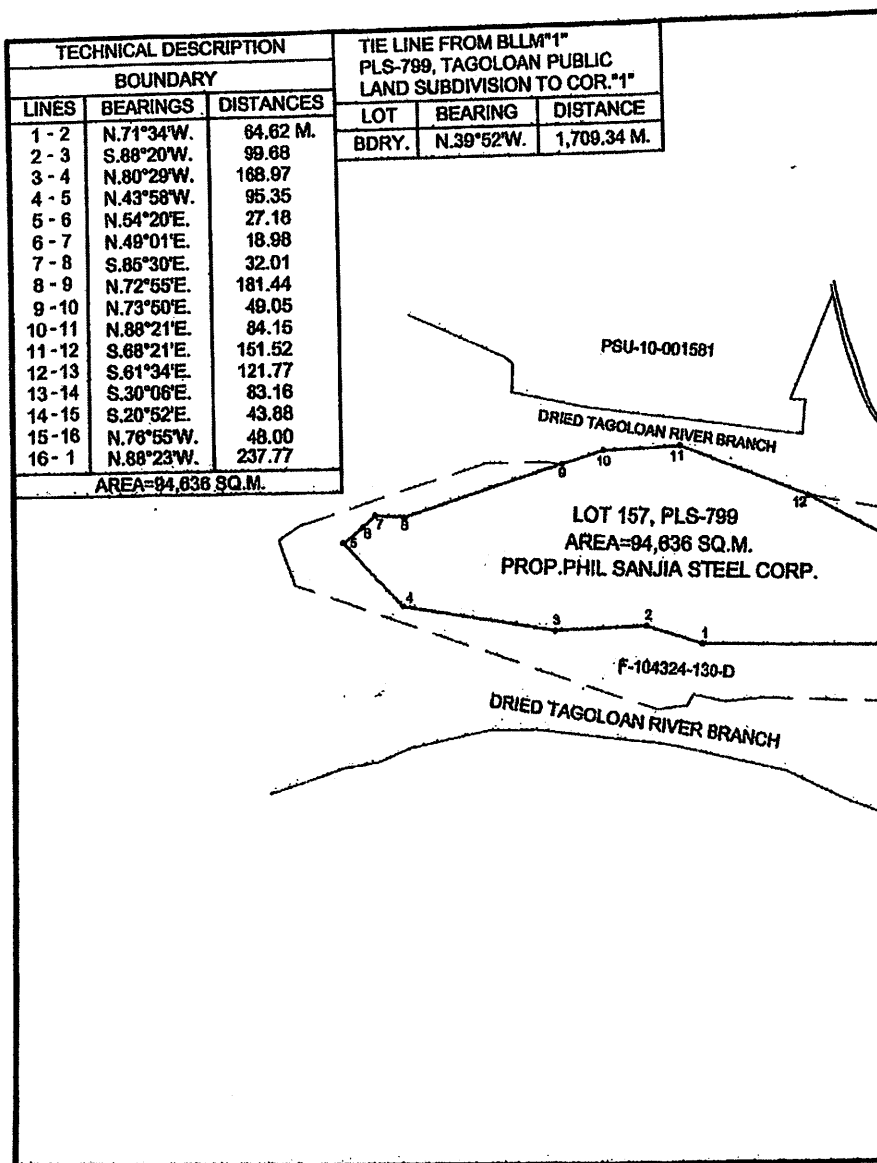 TECHNICAL DESCRIPTION
BOUNDARY
LINES BEARINGS DISTANCES
1 - 2 N.71°34'W. 64.62 M.
2 - 3 S.88°20'W. 99.68
3 - 4 N.80°29'W. 168.97
4 - 5 N.43°58'W. 95.35
5 - 6 N.54°20'E. 27.18
6 - 7 N.49°01'E. 18.98
7 - 8 S.85°30'E. 32.01
8 - 9 N.72°55'E. 181.44
9 - 10 N.73°50'E. 49.05
10 - 11 N.88°21'E. 84.15
11 - 12 S.68°21'E. 151.52
12 - 13 S.61°34'E. 121.77
13 - 14 S.30°06'E. 83.16
14 - 15 S.20°52'E. 43.88
15 - 16 N.76°55'W. 48.00
16 - 1 N.88°23'W. 237.77
AREA=94,636 SQ.M.
TIE LINE FROM BLLM"1"
PLS-799, TAGOLOAN PUBLIC
LAND SUBDIVISION TO COR."1"
LOT BEARING DISTANCE
BDRY. N.39°52'W. 1,709.34 M.
PSU-10-001581
DRIED TAGOLOAN RIVER BRANCH
9
10
11
12
LOT 157, PLS-799
AREA=94,636 SQ.M.
PROP.PHIL SANJIA STEEL CORP.
7
8
6
5
4
3
2
1
F-104324-130-D
DRIED TAGOLOAN RIVER BRANCH